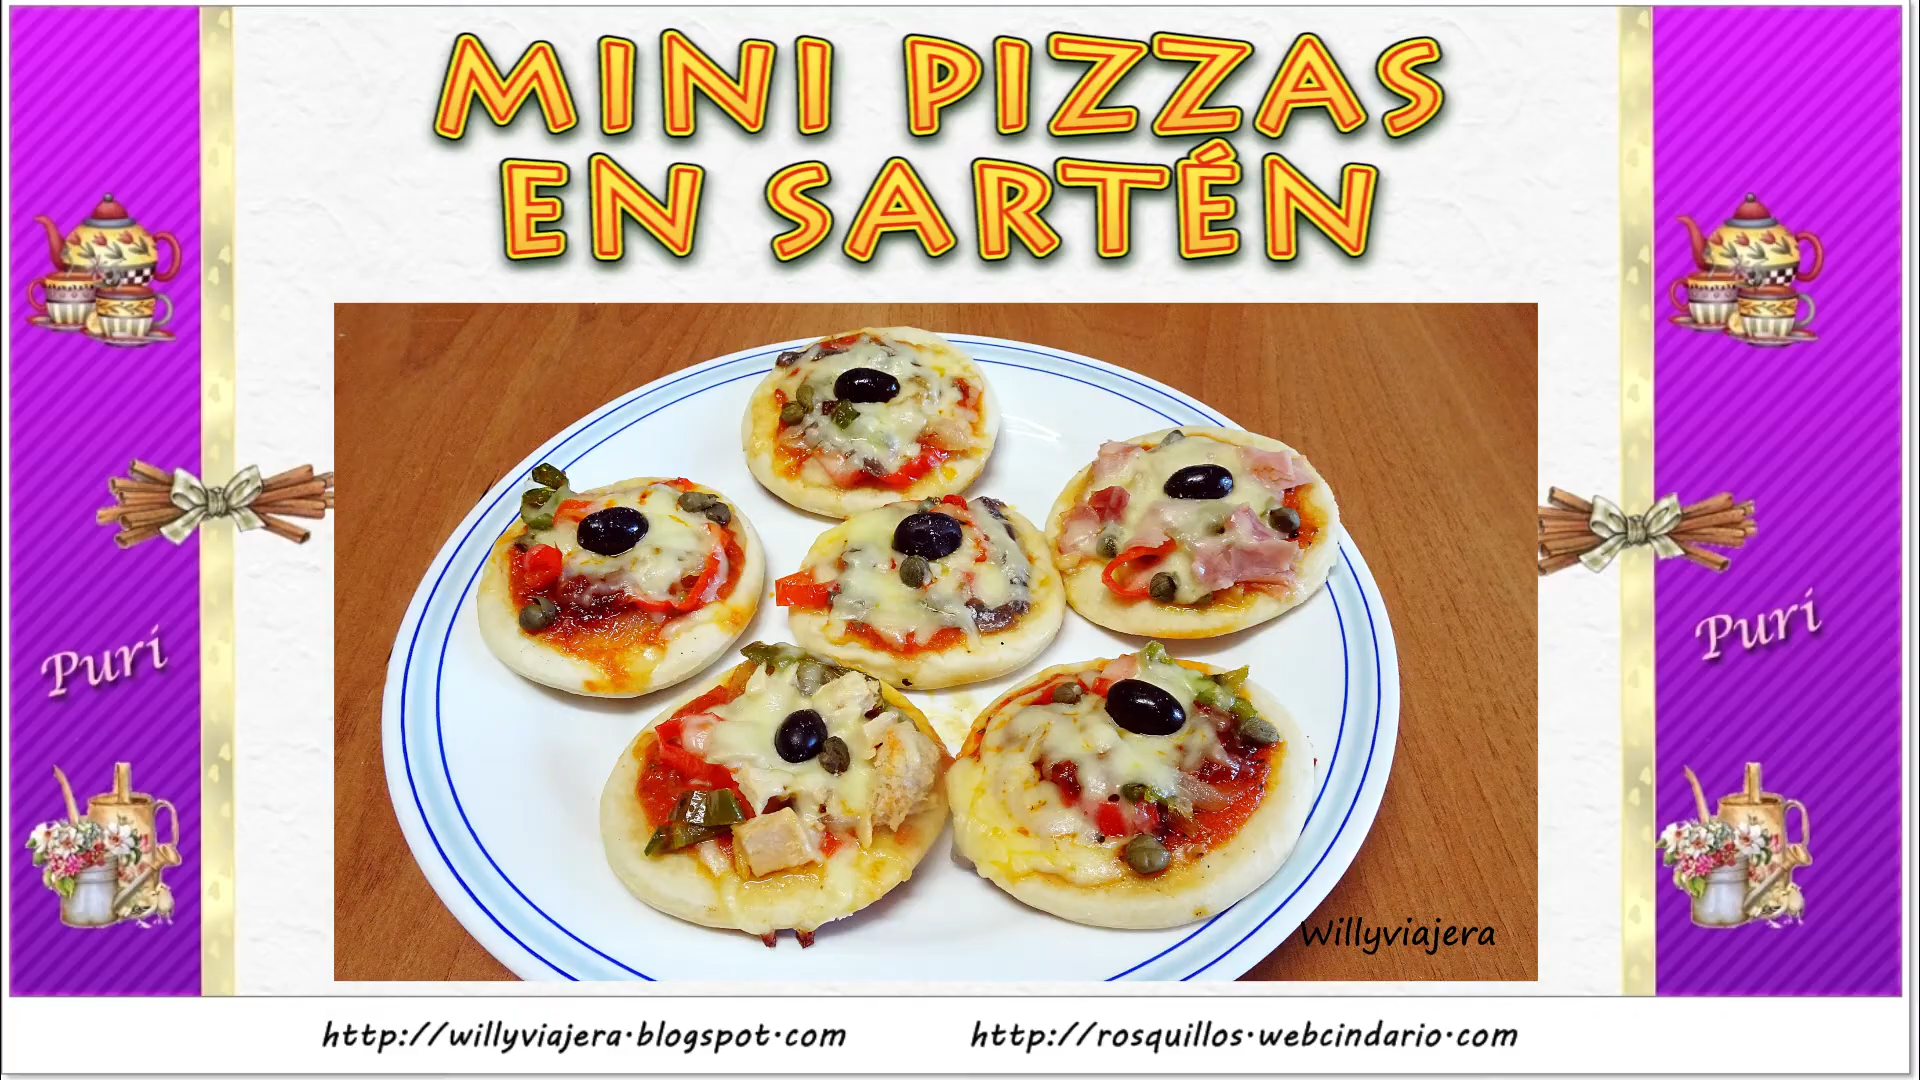 MINI PIZZAS
EN SARTÉN
Puri
Puri
Willyviajera
http://willyviajera.blogspot.com
http://rosquillos.webcindario.com